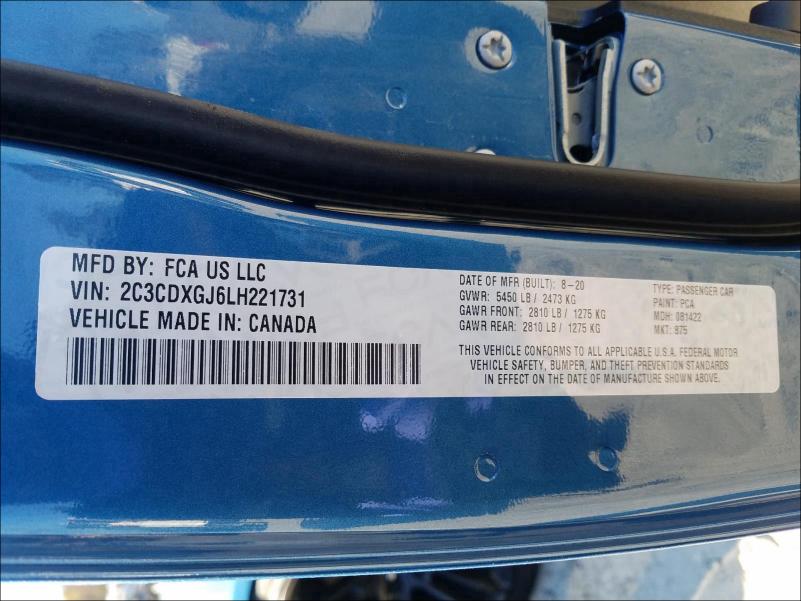 MFD BY: FCA US LLC
VIN: 2C3CDXGJ6LH221731
VEHICLE MADE IN: CANADA
DATE OF MFR (BUILT): 8-20
GVWR: 5450 LB / 2473 KG
GAWR FRONT: 2810 LB / 1275 KG
GAWR REAR: 2810 LB / 1275 KG
TYPE: PASSENGER CAR
PAINT: PCA
MDH: 081422
MKT: 875
THIS VEHICLE CONFORMS TO ALL APPLICABLE U.S.A. FEDERAL MOTOR
VEHICLE SAFETY, BUMPER, AND THEFT PREVENTION STANDARDS
IN EFFECT ON THE DATE OF MANUFACTURE SHOWN ABOVE.